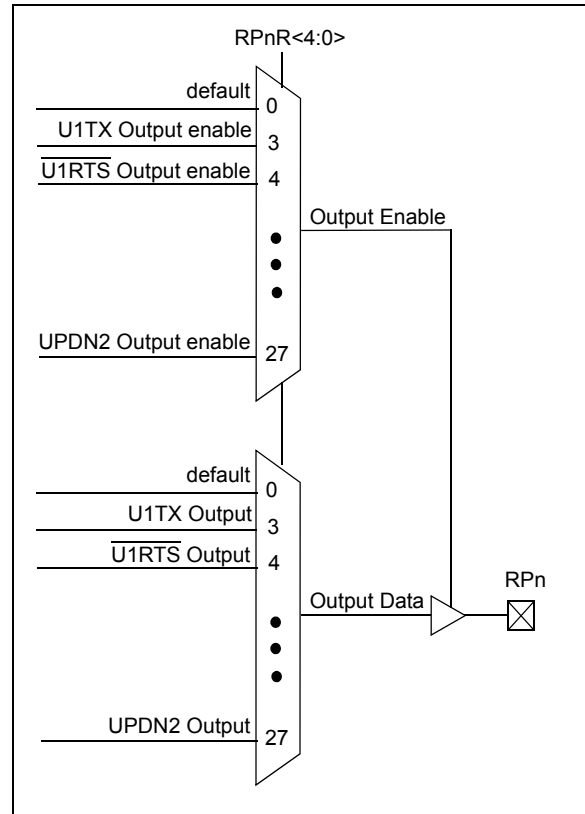 RPnR<4:0>
default
0
U1TX Output enable
3
U1RTS Output enable
4
Output Enable
UPDN2 Output enable
27
default
0
U1TX Output
3
U1RTS Output
4
RPn
Output Data
UPDN2 Output
27